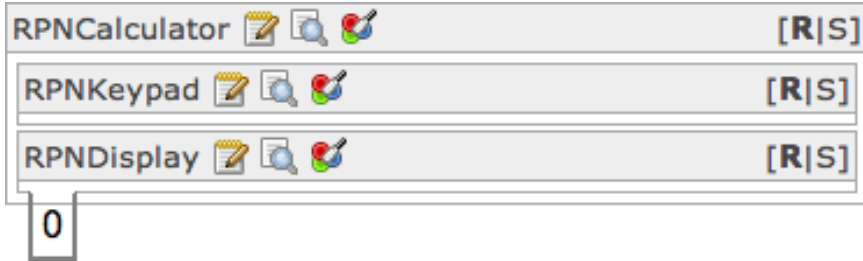 RPNCalculator [R|S]
RPNKeypad [R|S]
RPNDisplay [R|S]
0